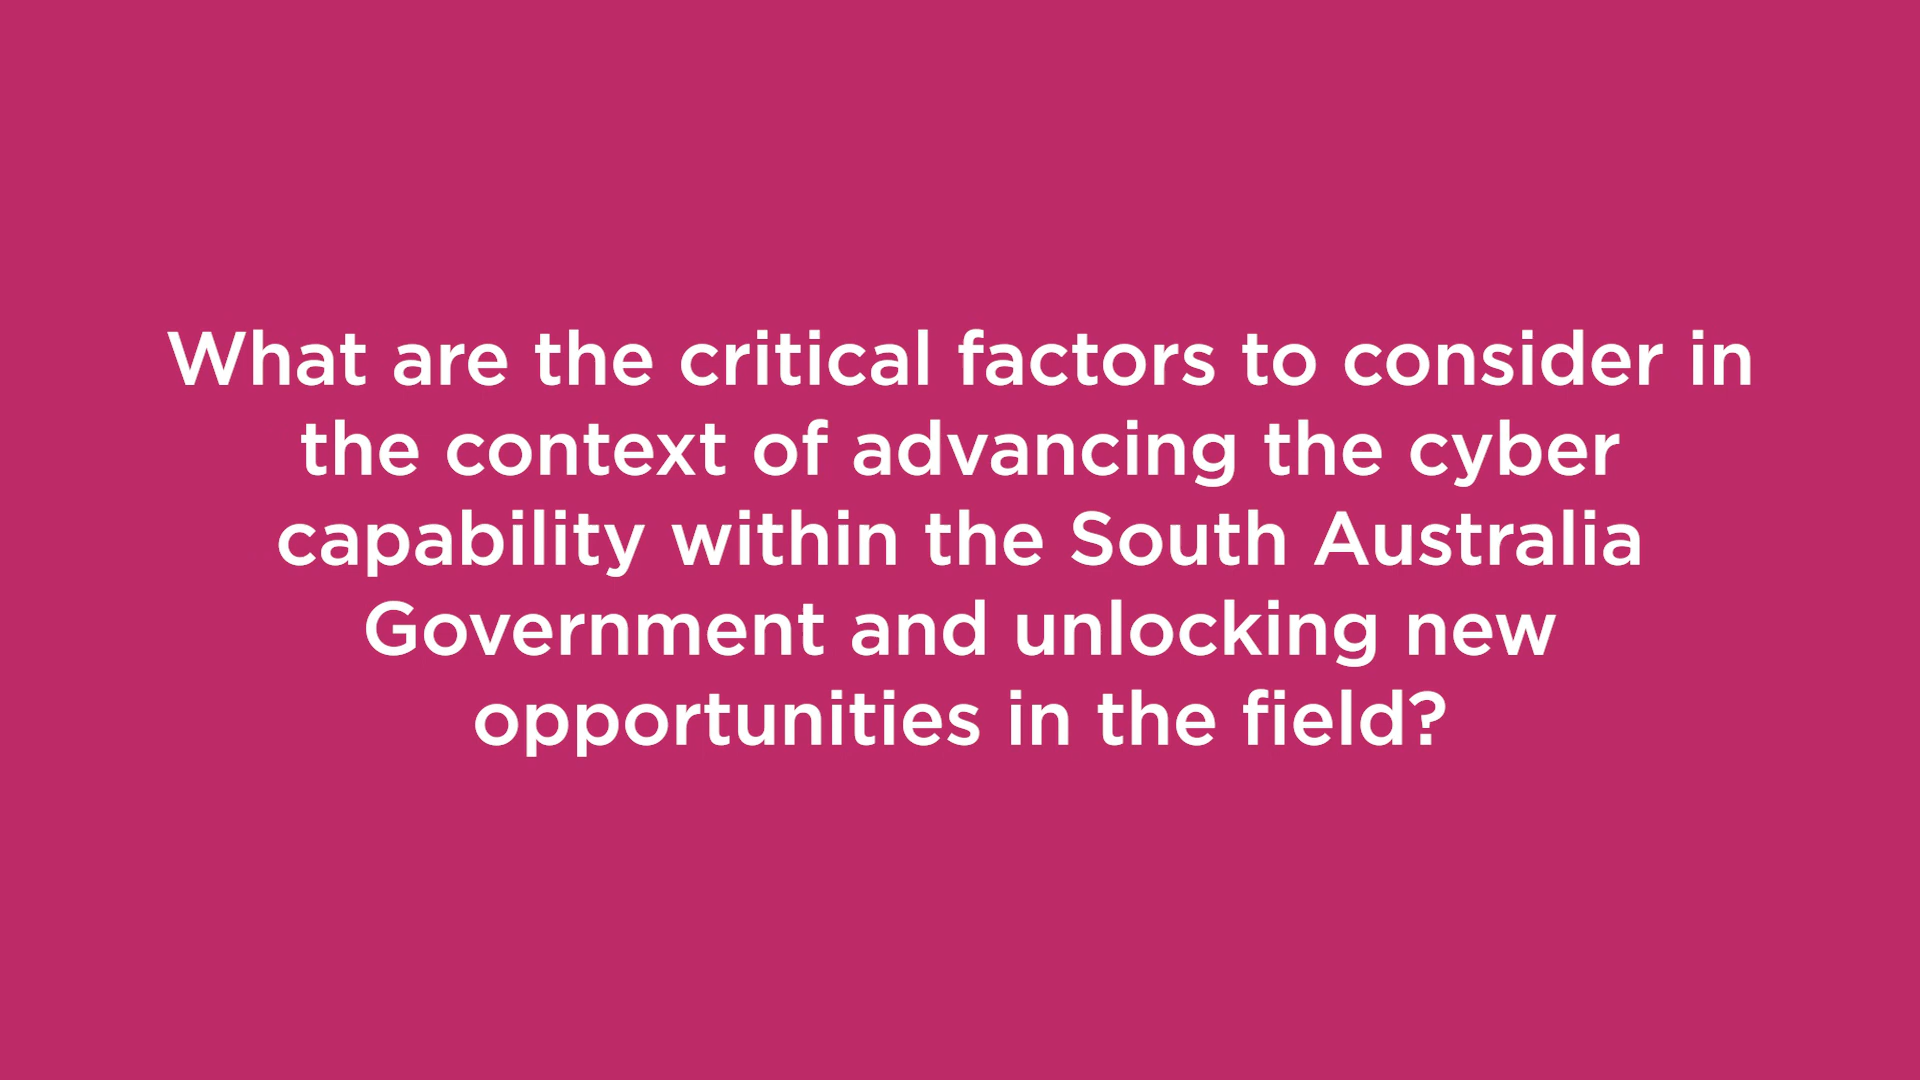 What are the critical factors to consider in
the context of advancing the cyber
capability within the South Australia
Government and unlocking new
opportunities in the field?